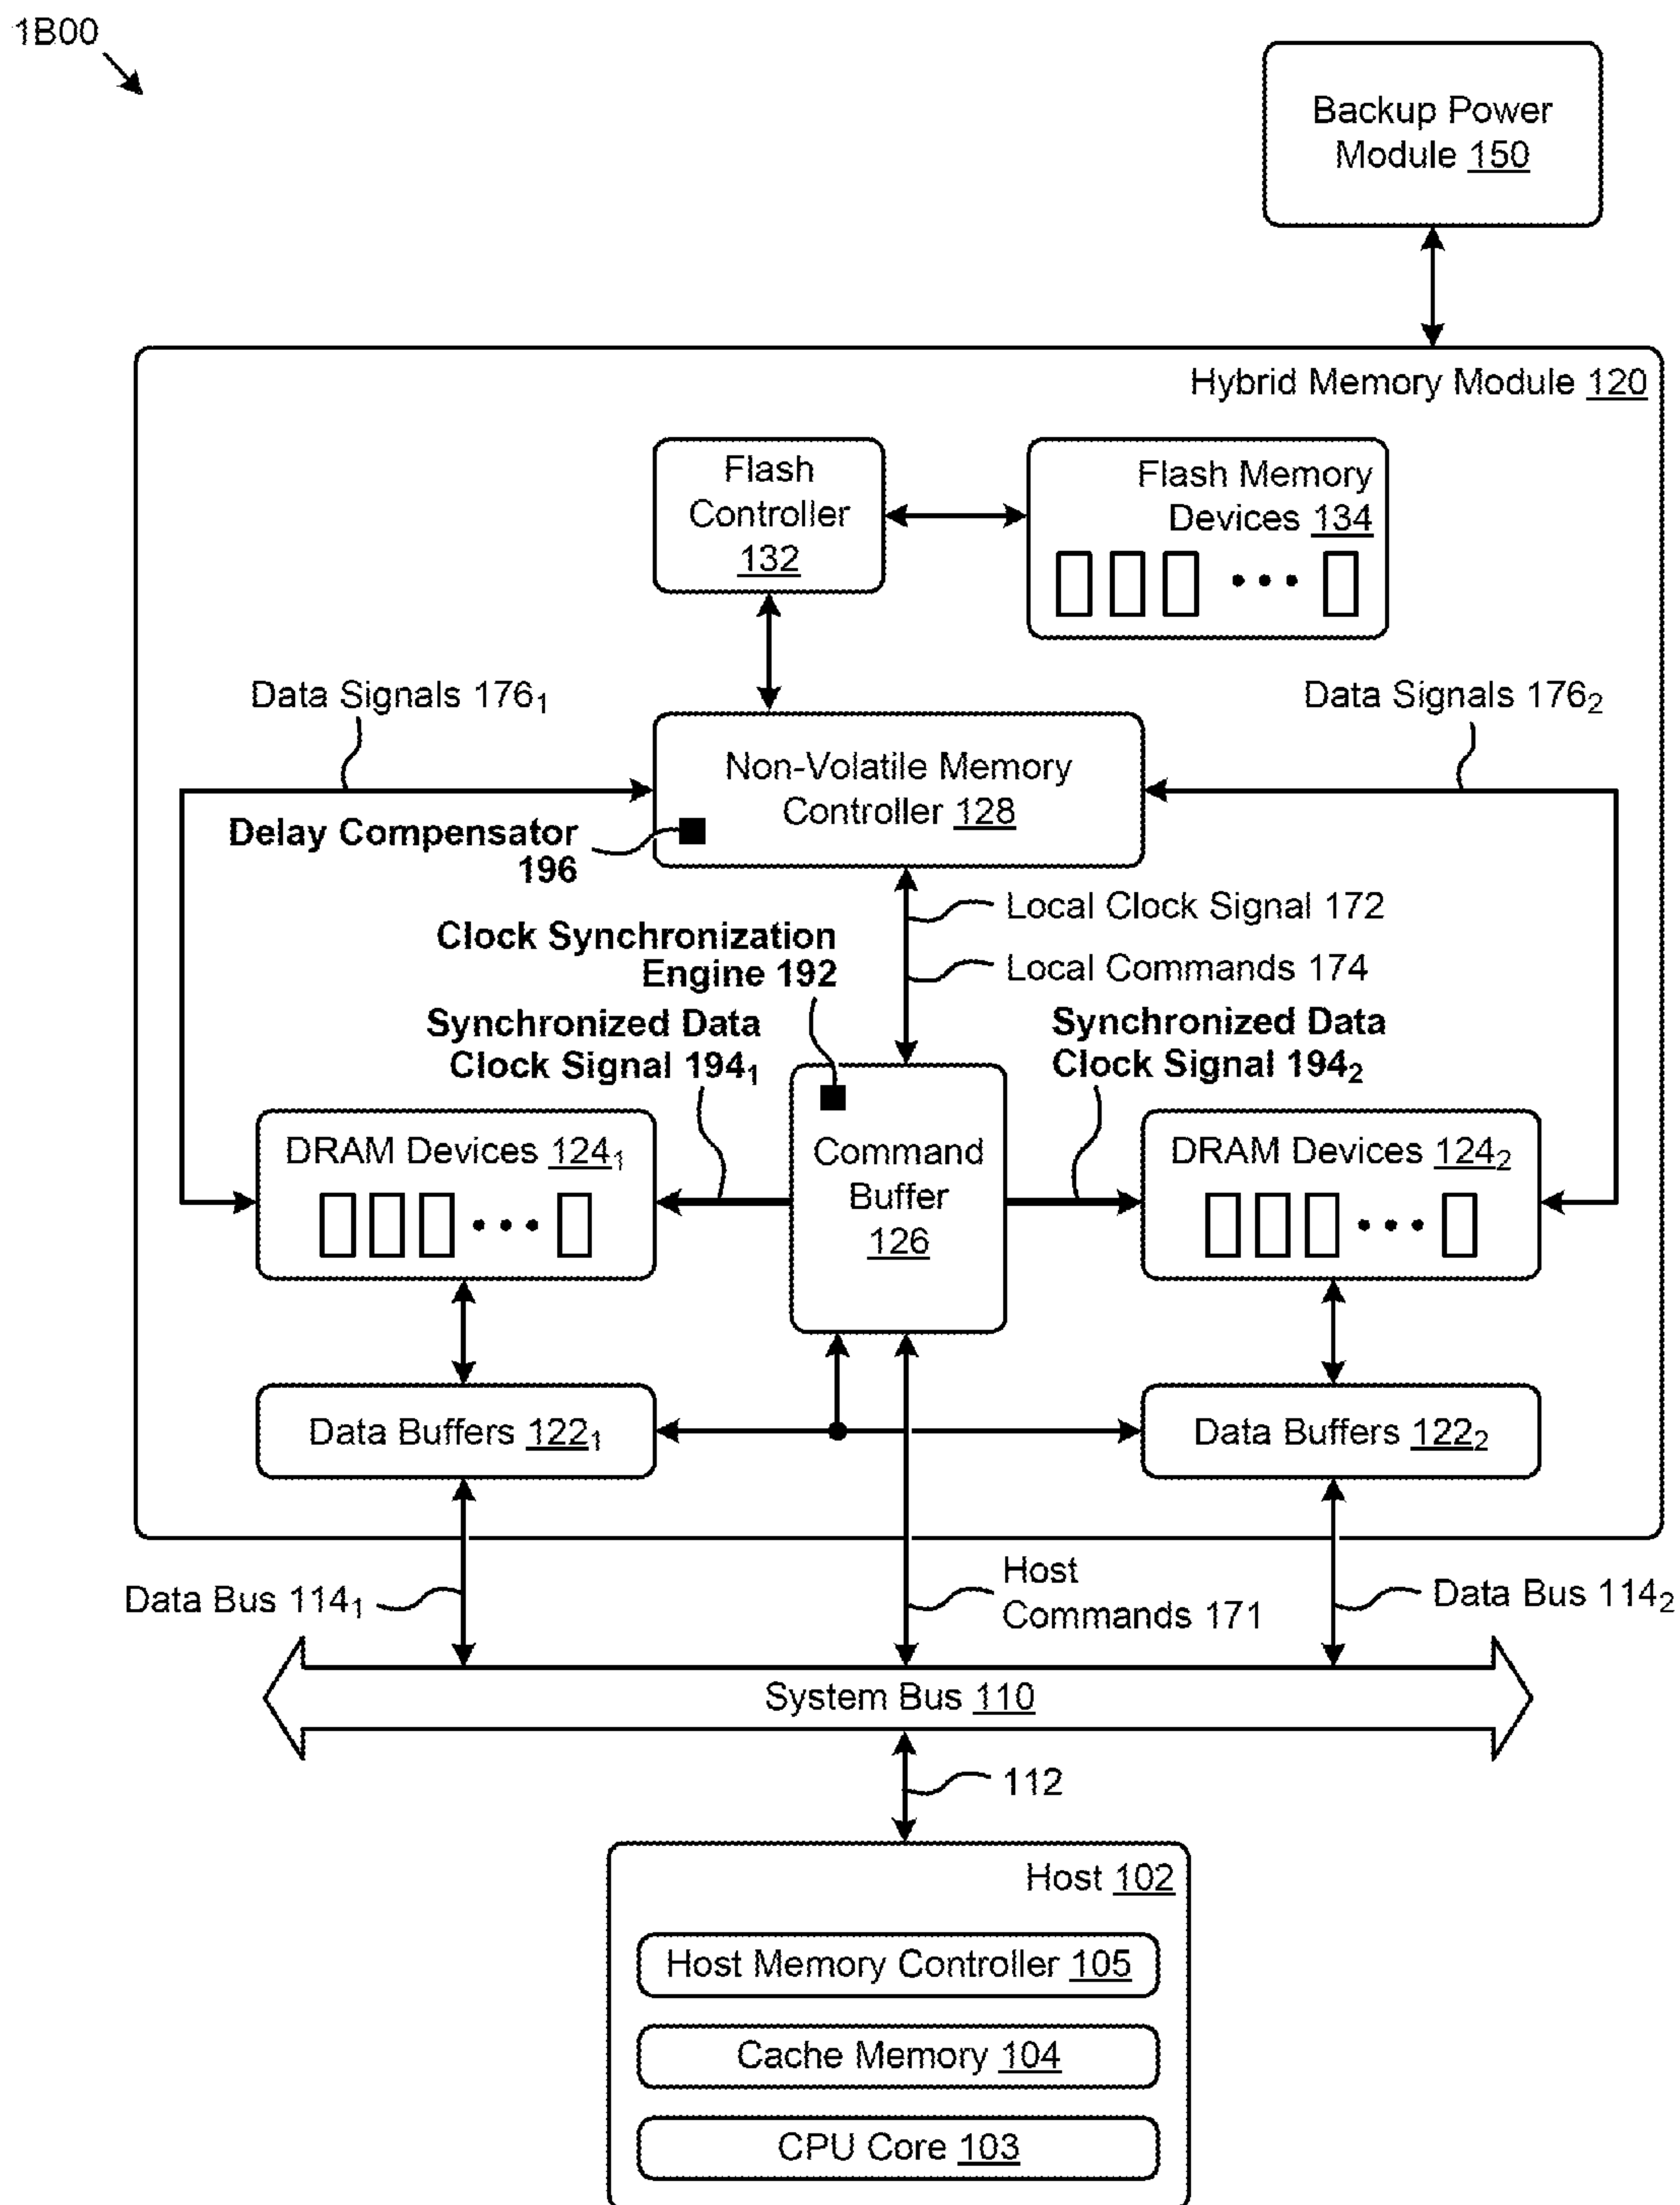 1B00
Backup Power
Module 150
Hybrid Memory Module 120
Flash
Controller
132
Flash Memory
Devices 134
Data Signals 176₁
Data Signals 176₂
Non-Volatile Memory
Controller 128
Delay Compensator
196
Local Clock Signal 172
Clock Synchronization
Engine 192
Local Commands 174
Synchronized Data
Clock Signal 194₁
Synchronized Data
Clock Signal 194₂
DRAM Devices 124₁
Command
Buffer
126
DRAM Devices 124₂
Data Buffers 122₁
Data Buffers 122₂
Data Bus 114₁
Host
Commands 171
Data Bus 114₂
System Bus 110
112
Host 102
Host Memory Controller 105
Cache Memory 104
CPU Core 103